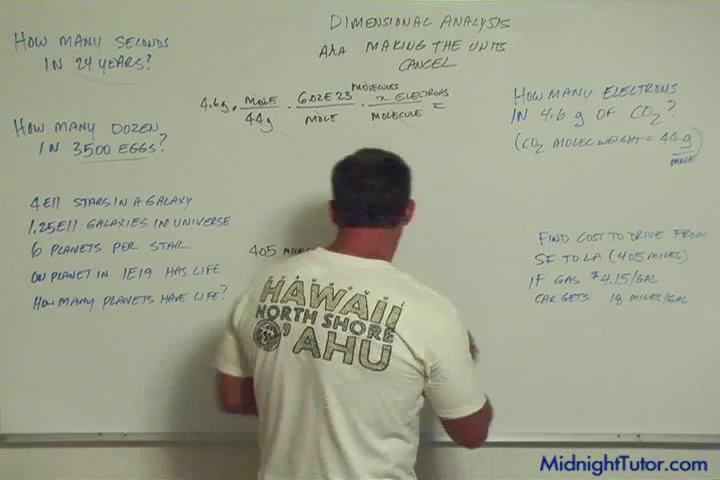 DIMENSIONAL ANALYSIS
AKA MAKING THE UNITS
CANCEL
HOW MANY SECONDS
IN 24 YEARS?
HOW MANY DOZEN
IN 3500 EGGS?
4E11 STARS IN A GALAXY
1.25E11 GALAXIES IN UNIVERSE
6 PLANETS PER STAR
ON PLANET IN 1E19 HAS LIFE
HOW MANY PLANETS HAVE LIFE?
4.6g · MOLE / 44g · 6.02E23 MOLECULES / MOLE · x ELECTRONS / MOLECULE =
405 MILES
HOW MANY ELECTRONS
IN 4.6 g OF CO2?
(CO2 MOLEC WEIGHT = 44 g / MOLE)
FIND COST TO DRIVE FROM
SF TO LA (405 MILES)
IF GAS $4.15/GAL
CAR GETS 18 MILES/GAL
HAWAII
NORTH SHORE
OAHU
MidnightTutor.com